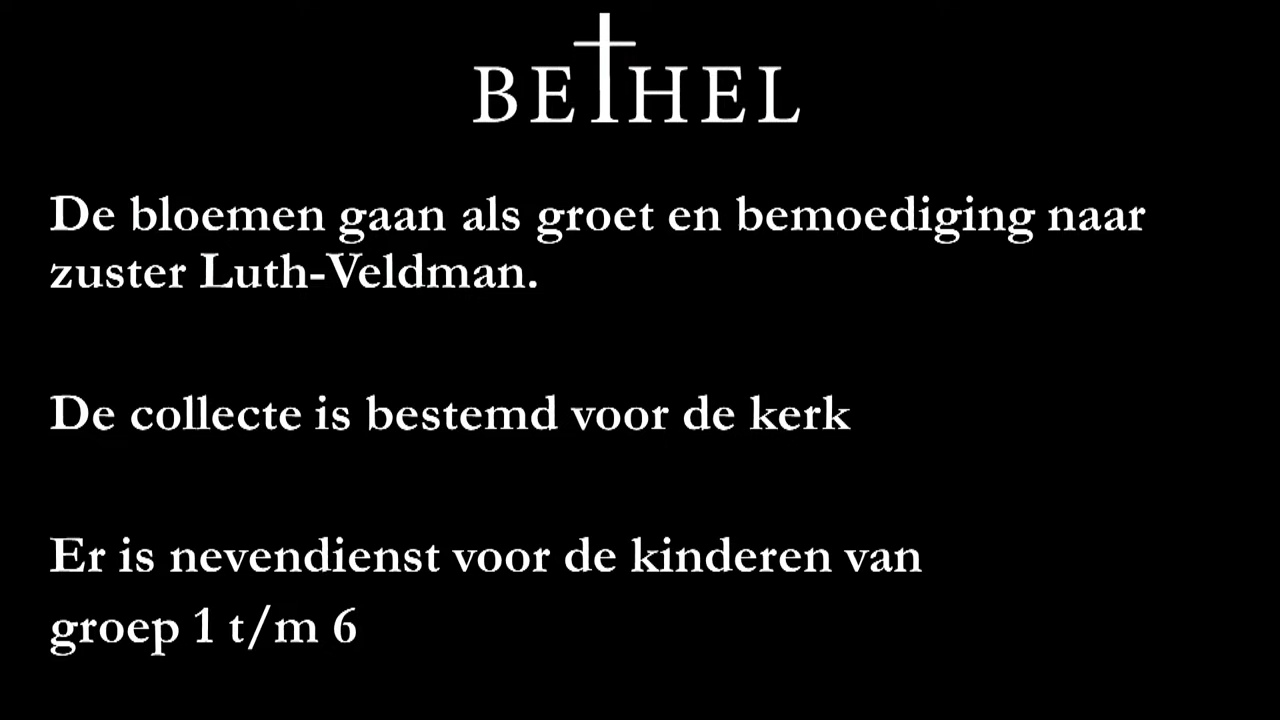 BETHEL
De bloemen gaan als groet en bemoediging naar
zuster Luth-Veldman.
De collecte is bestemd voor de kerk
Er is nevendienst voor de kinderen van
groep 1 t/m 6